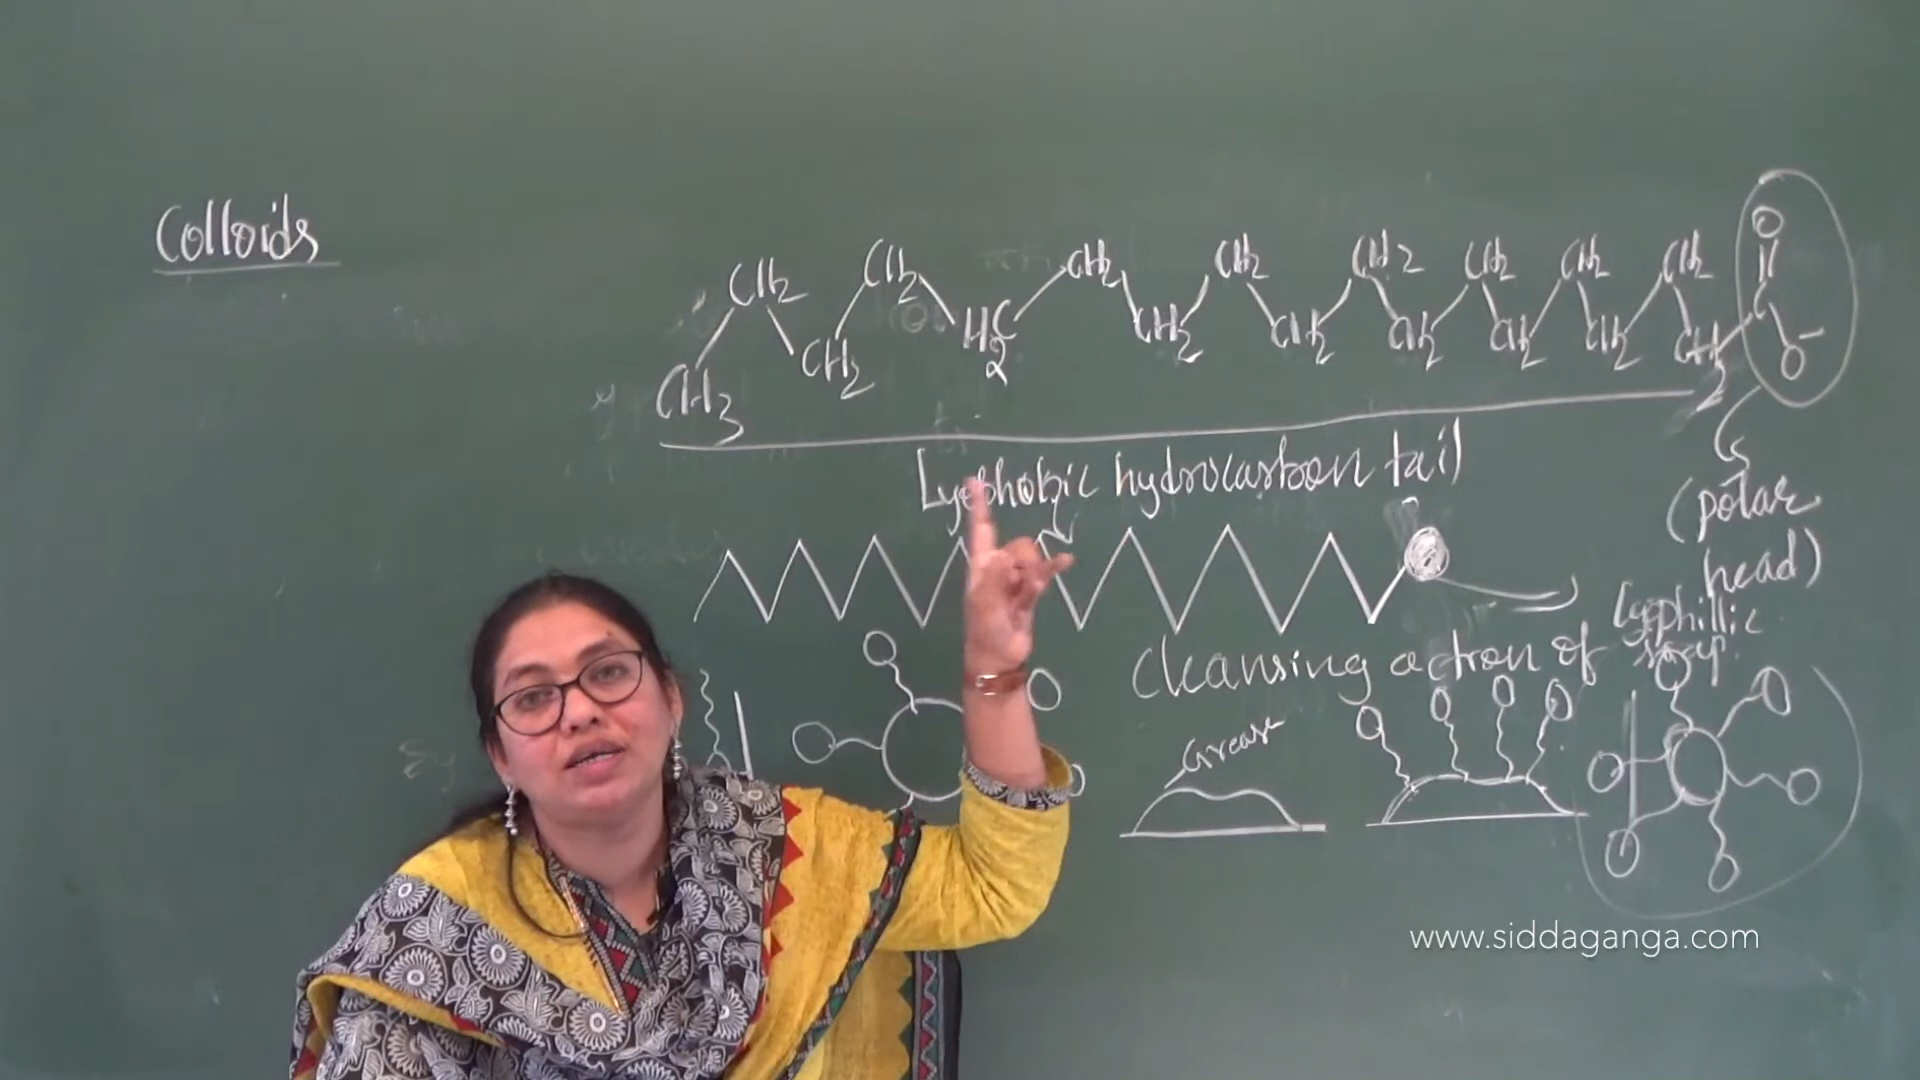 Colloids
CH2 CH2 CH2 CH2 CH2 CH2 CH2 CH2 O
CH3 CH2 H2C CH2 CH2 CH2 CH2 CH2 CH2 C O-
Lyophobic hydrocarbon tail
(polar
head)
Lyophillic
Cleansing action of soap.
Grease
www.siddaganga.com